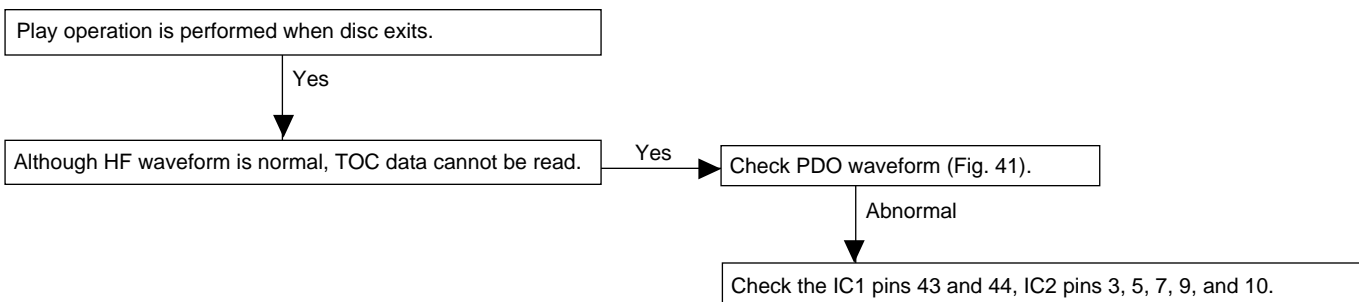 Play operation is performed when disc exits.
Yes
Although HF waveform is normal, TOC data cannot be read.
Yes
Check PDO waveform (Fig. 41).
Abnormal
Check the IC1 pins 43 and 44, IC2 pins 3, 5, 7, 9, and 10.